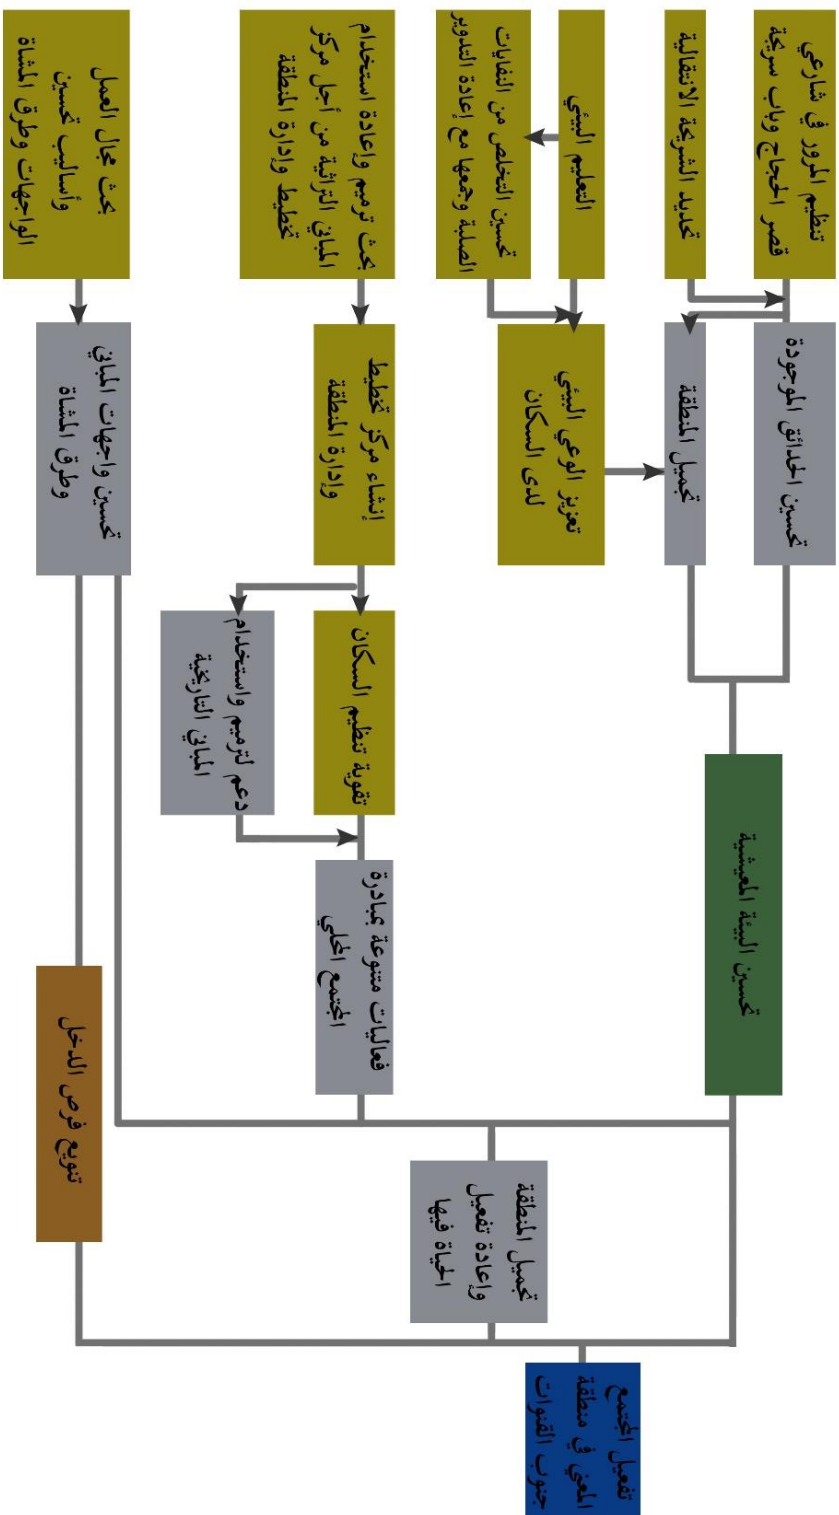 تنظيم المرور في شارعي
قصر الحجاج وباب سريجة
تحديد الشريحة الانتقالية
التعليم البيئي
تحسين التخلص من النفايات
الصلبة وجمعها مع إعادة التدوير
بحث ترميم وإعادة استخدام
المباني التراثية من أجل مركز
تخطيط وإدارة المنطقة
بحث مجال العمل
وأساليب تحسين
الواجهات وطرق المشاة
تحسين الحدائق الموجودة
تجميل المنطقة
تعزيز الوعي البيئي
لدى السكان
إنشاء مركز تخطيط
وإدارة المنطقة
تحسين واجهات المباني
وطرق المشاة
تقوية تنظيم السكان
دعم لترميم واستخدام
المباني التاريخية
تحسين البيئة المعيشية
فعاليات متنوعة بمبادرة
المجتمع المحلي
تنويع فرص الدخل
تجميل المنطقة
وإعادة تفعيل
الحياة فيها
تفعيل المجتمع
المعني في منطقة
جنوب القنوات